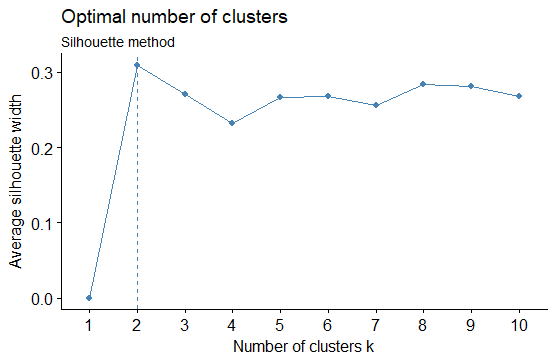 Optimal number of clusters
Silhouette method
Average silhouette width
0.3
0.2
0.1
0.0
1 2 3 4 5 6 7 8 9 10
Number of clusters k